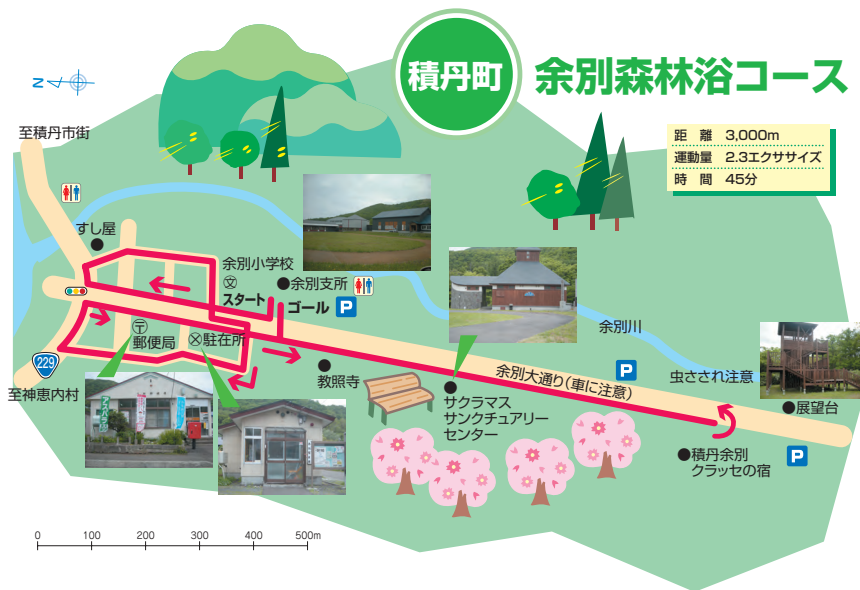 積丹町
余別森林浴コース
距離 3,000m
運動量 2.3エクササイズ
時間 45分
N
至積丹市街
すし屋
余別小学校
文
スタート
余別支所
ゴール
P
229
至神恵内村
〒
郵便局
駐在所
教照寺
サクラマス
サンクチュアリー
センター
余別大通り(車に注意)
余別川
P
虫さされ注意
展望台
P
積丹余別
クラッセの宿
0 100 200 300 400 500m